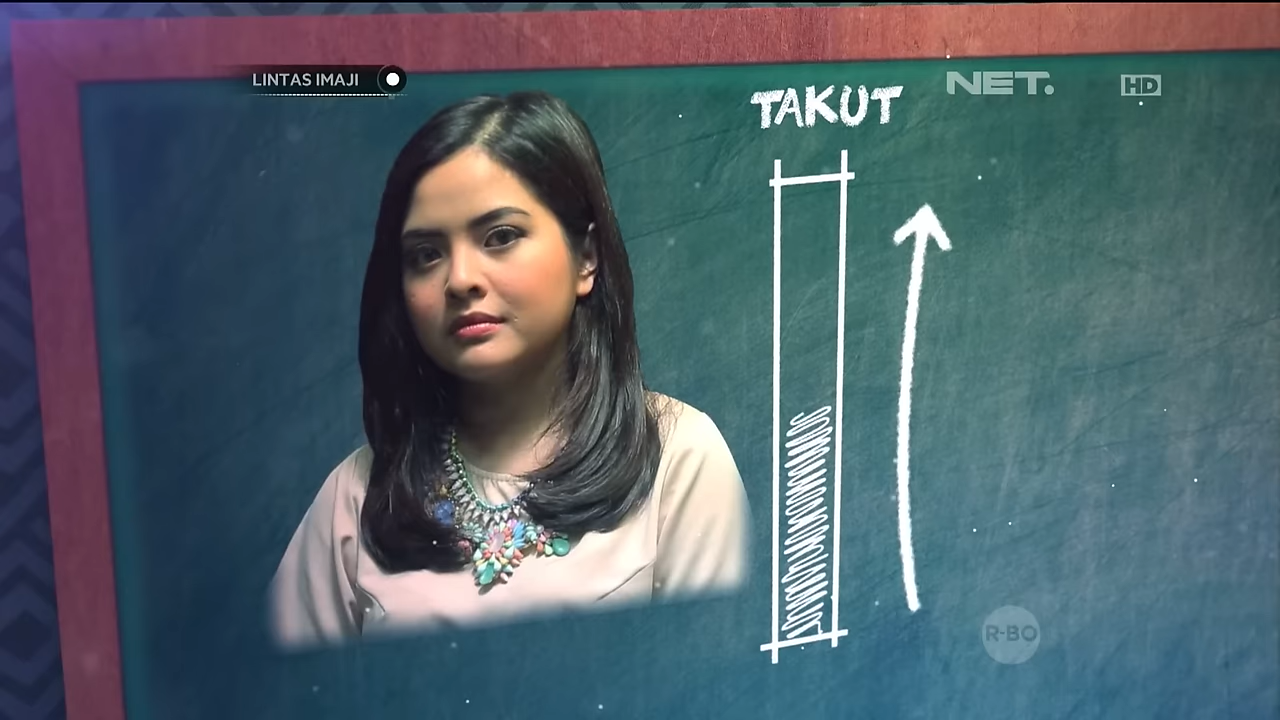 LINTAS IMAJI
NET.
HD
TAKUT
R-BO